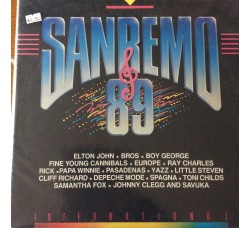 SANREMO
89
ELTON JOHN • BROS • BOY GEORGE
FINE YOUNG CANNIBALS • EUROPE • RAY CHARLES
RICK • PAPA WINNIE • PASADENAS • YAZZ • LITTLE STEVEN
CLIFF RICHARD • DEPECHE MODE • SPAGNA • TONI CHILDS
SAMANTHA FOX • JOHNNY CLEGG AND SAVUKA
INTERNATIONAL